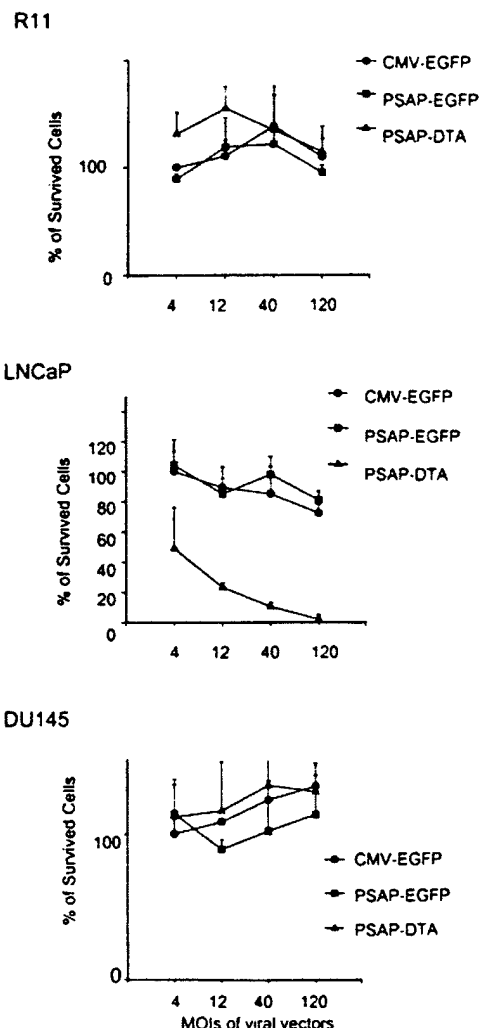 R11
CMV-EGFP
PSAP-EGFP
PSAP-DTA
% of Survived Cells
100
0
4 12 40 120
LNCaP
CMV-EGFP
PSAP-EGFP
PSAP-DTA
% of Survived Cells
120
100
80
60
40
20
0
4 12 40 120
DU145
% of Survived Cells
100
0
CMV-EGFP
PSAP-EGFP
PSAP-DTA
4 12 40 120
MOIs of viral vectors